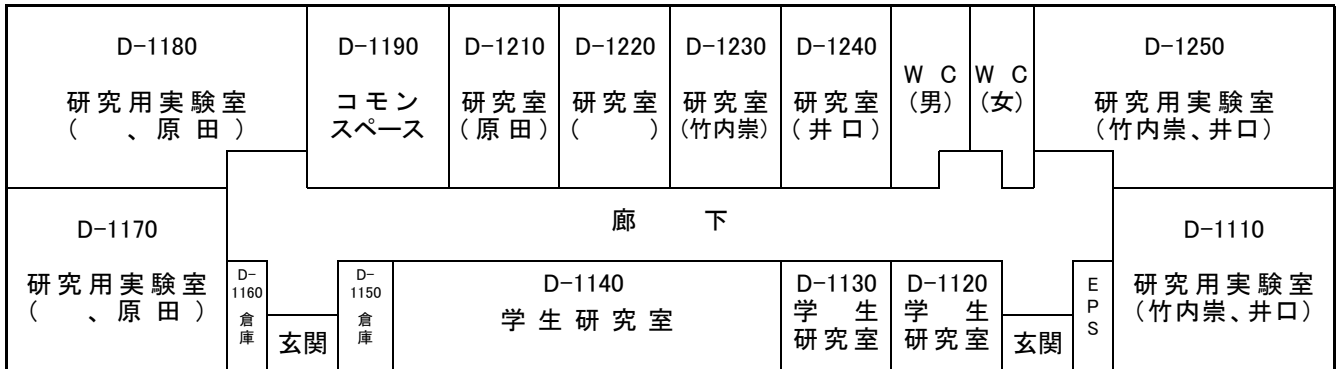 D-1180
研究用実験室
(　、原田)
D-1190
コモン
スペース
D-1210
研究室
(原田)
D-1220
研究室
(　　)
D-1230
研究室
(竹内崇)
D-1240
研究室
(井口)
W C
(男)
W C
(女)
D-1250
研究用実験室
(竹内崇、井口)
廊　下
D-1170
研究用実験室
(　、原田)
D-
1160
倉
庫
玄関
D-
1150
倉
庫
D-1140
学生研究室
D-1130
学　生
研究室
D-1120
学　生
研究室
玄関
E
P
S
D-1110
研究用実験室
(竹内崇、井口)